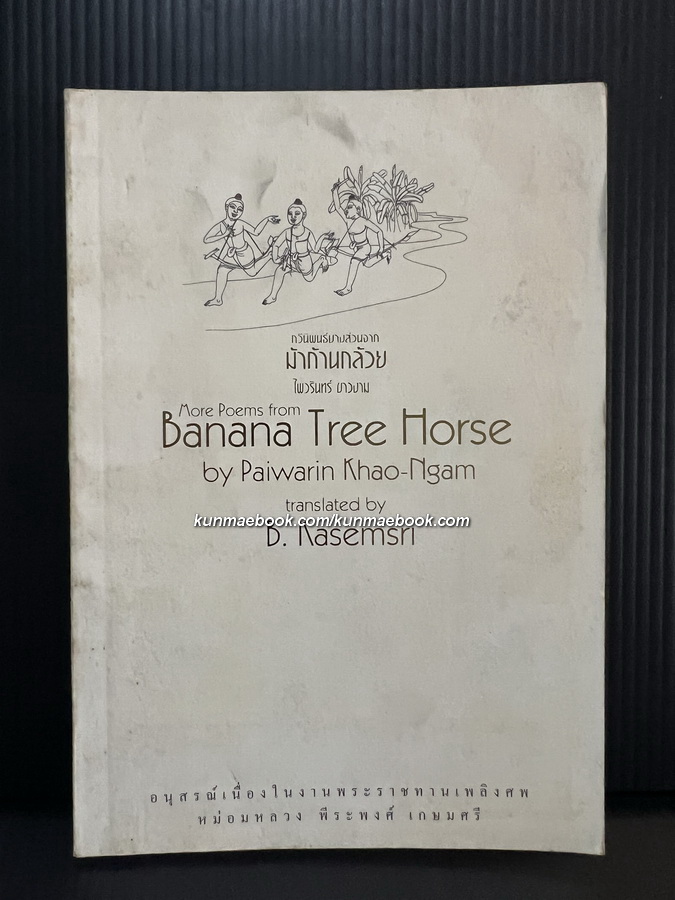 กวีนิพนธ์บางส่วนจาก
ม้าก้านกล้วย
ไพวรินทร์ ขาวงาม
More Poems from
Banana Tree Horse
by Paiwarin Khao-Ngam
translated by
kunmaebook.com/kunmaebook.com
B. Kasemsri
อนุสรณ์เนื่องในงานพระราชทานเพลิงศพ
หม่อมหลวง พีระพงศ์ เกษมศรี